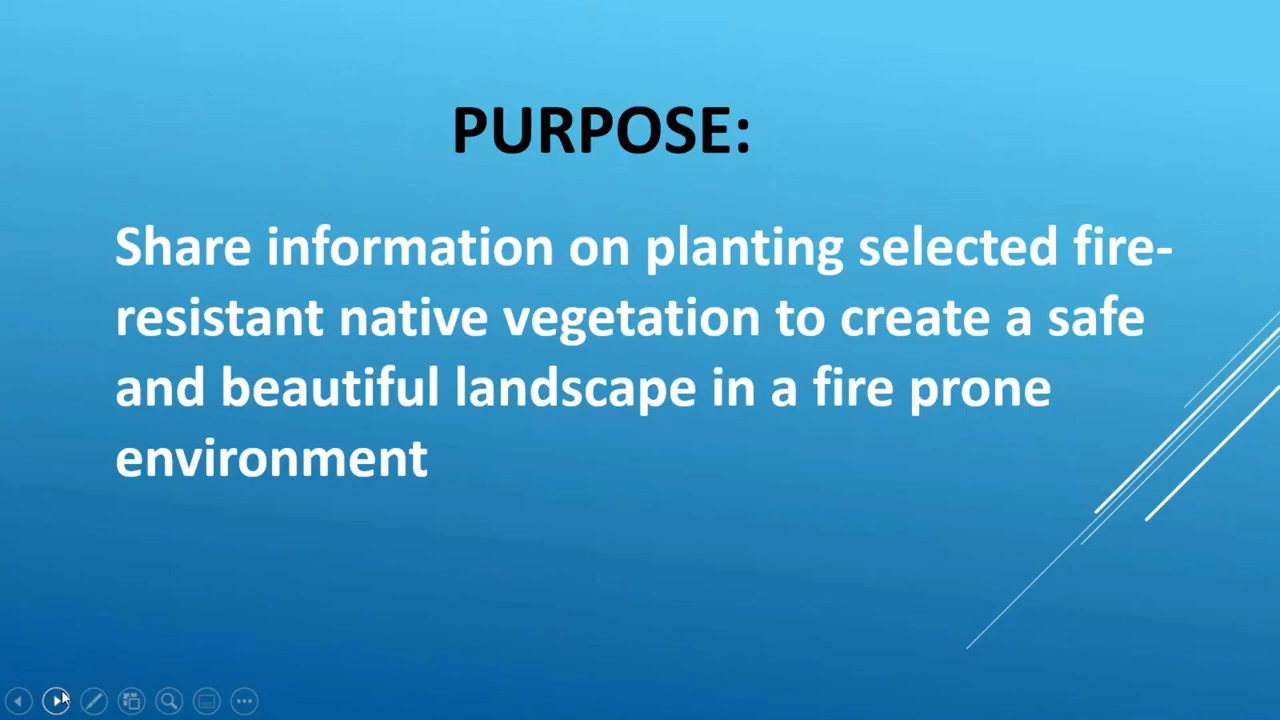 PURPOSE:
Share information on planting selected fire-
resistant native vegetation to create a safe
and beautiful landscape in a fire prone
environment